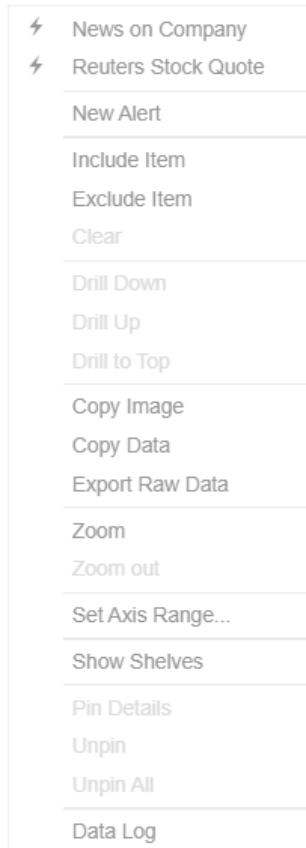 News on Company
Reuters Stock Quote
New Alert
Include Item
Exclude Item
Clear
Drill Down
Drill Up
Drill to Top
Copy Image
Copy Data
Export Raw Data
Zoom
Zoom out
Set Axis Range...
Show Shelves
Pin Details
Unpin
Unpin All
Data Log